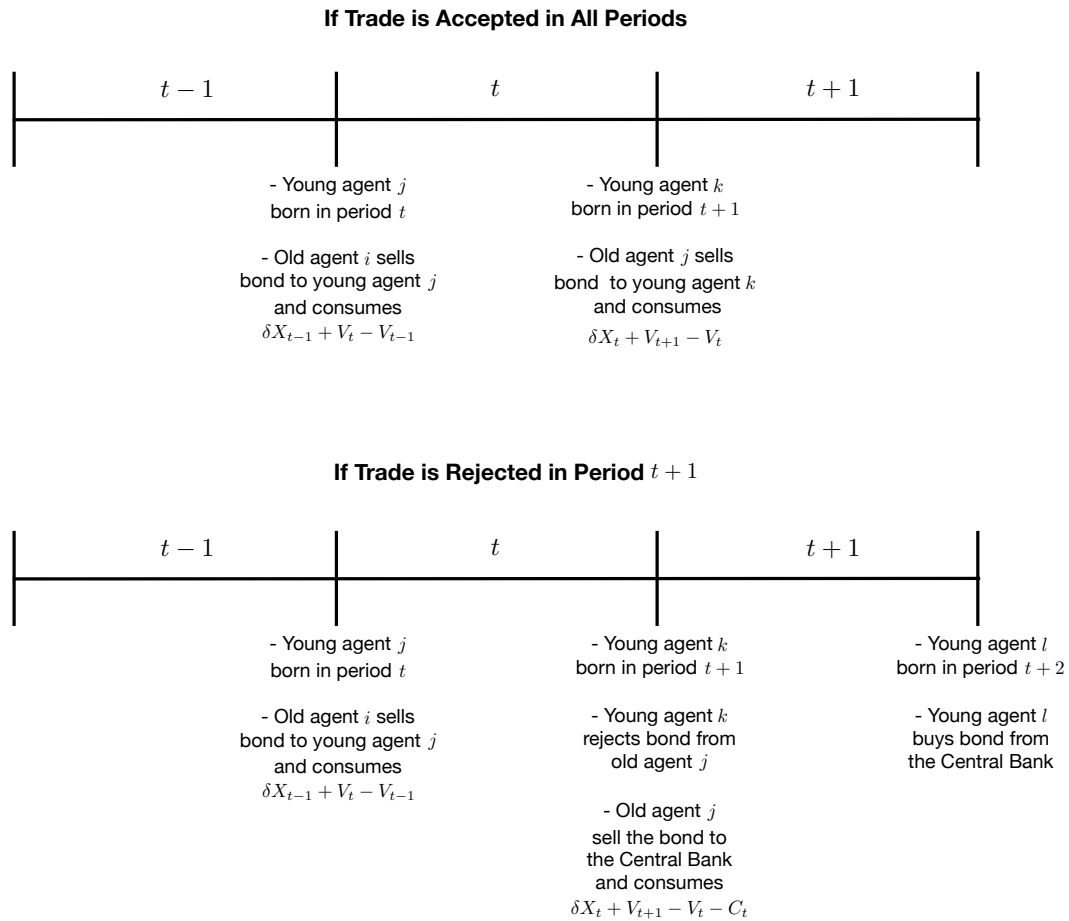 If Trade is Accepted in All Periods
t − 1
t
t + 1
- Young agent j
born in period t
- Old agent i sells
bond to young agent j
and consumes
δX_{t−1} + V_t − V_{t−1}
- Young agent k
born in period t + 1
- Old agent j sells
bond to young agent k
and consumes
δX_t + V_{t+1} − V_t
If Trade is Rejected in Period t + 1
t − 1
t
t + 1
- Young agent j
born in period t
- Old agent i sells
bond to young agent j
and consumes
δX_{t−1} + V_t − V_{t−1}
- Young agent k
born in period t + 1
- Young agent k
rejects bond from
old agent j
- Old agent j
sell the bond to
the Central Bank
and consumes
δX_t + V_{t+1} − V_t − C_t
- Young agent l
born in period t + 2
- Young agent l
buys bond from
the Central Bank